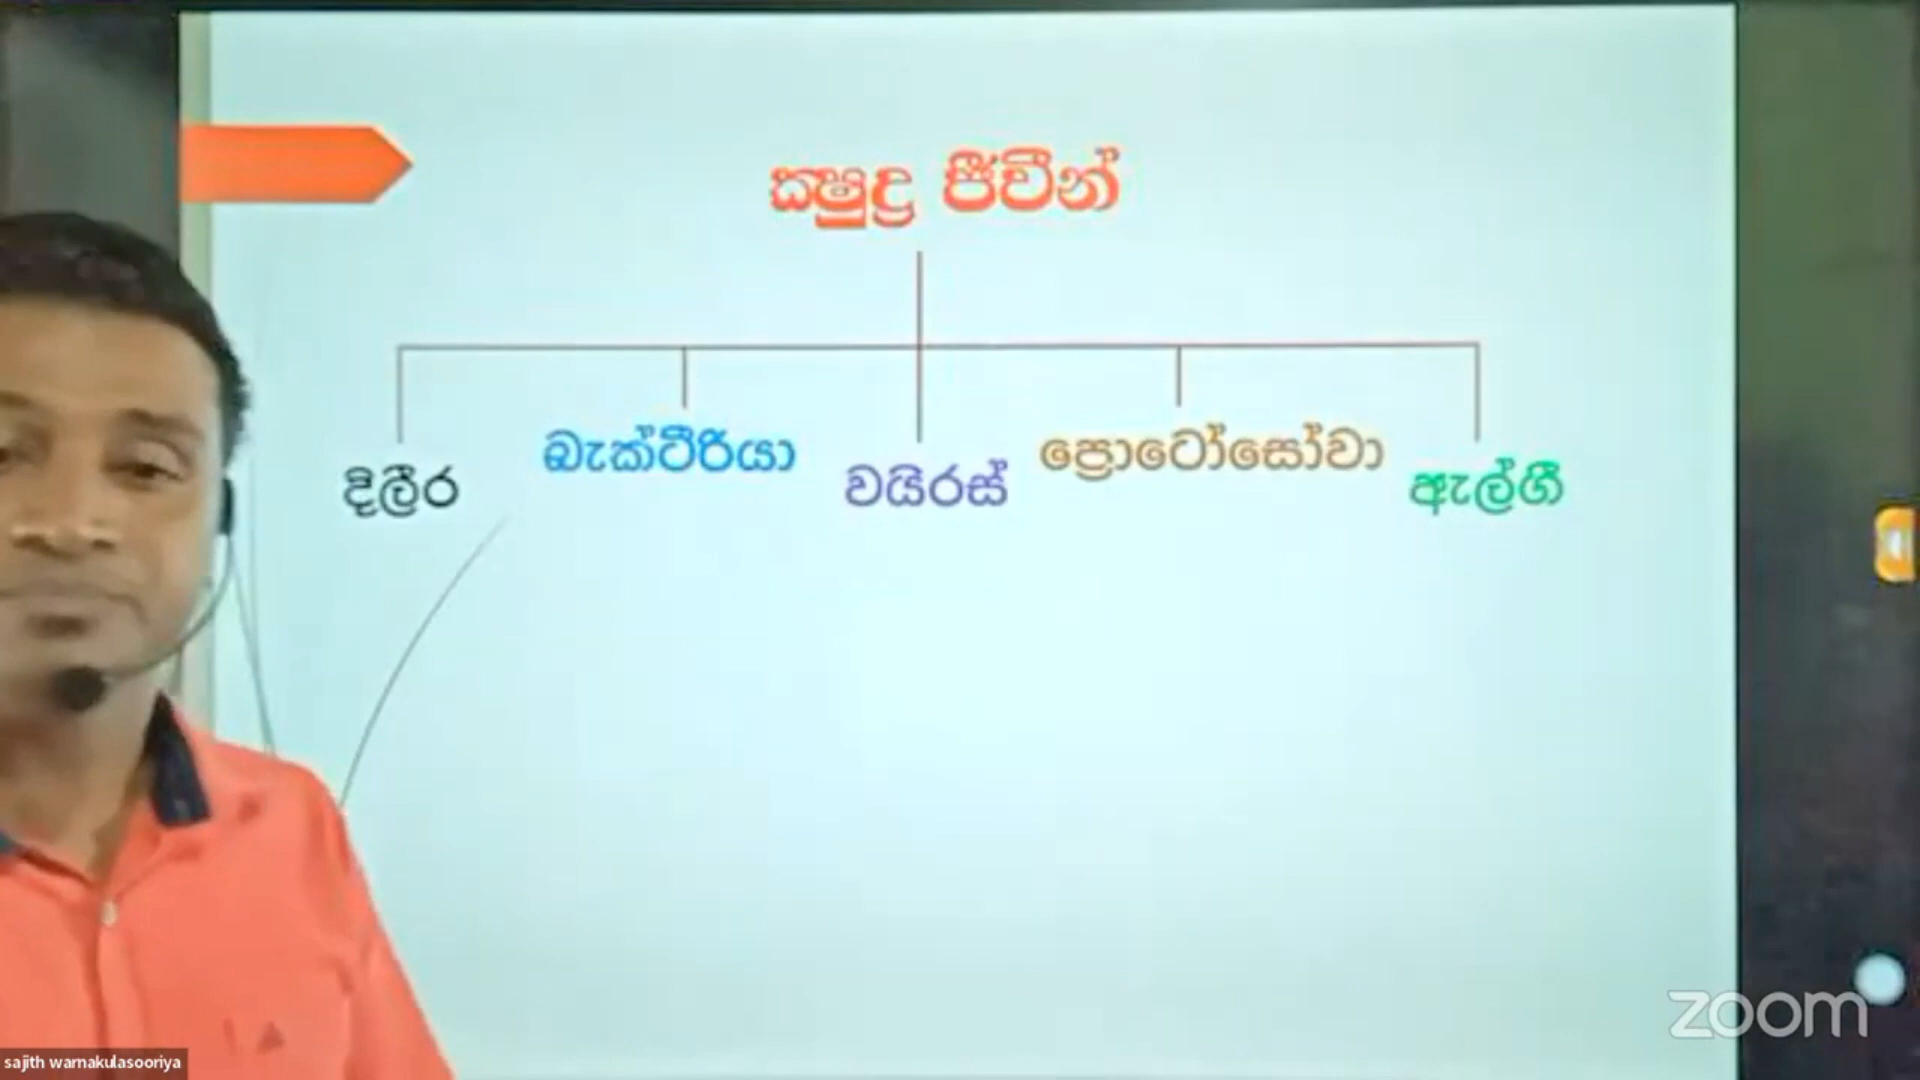 ක්‍ෂුද්‍ර ජීවීන්
දිලීර
බැක්ටීරියා
වයිරස්
ප්‍රොටෝසෝවා
ඇල්ගී
zoom
sajith warnakulasooriya